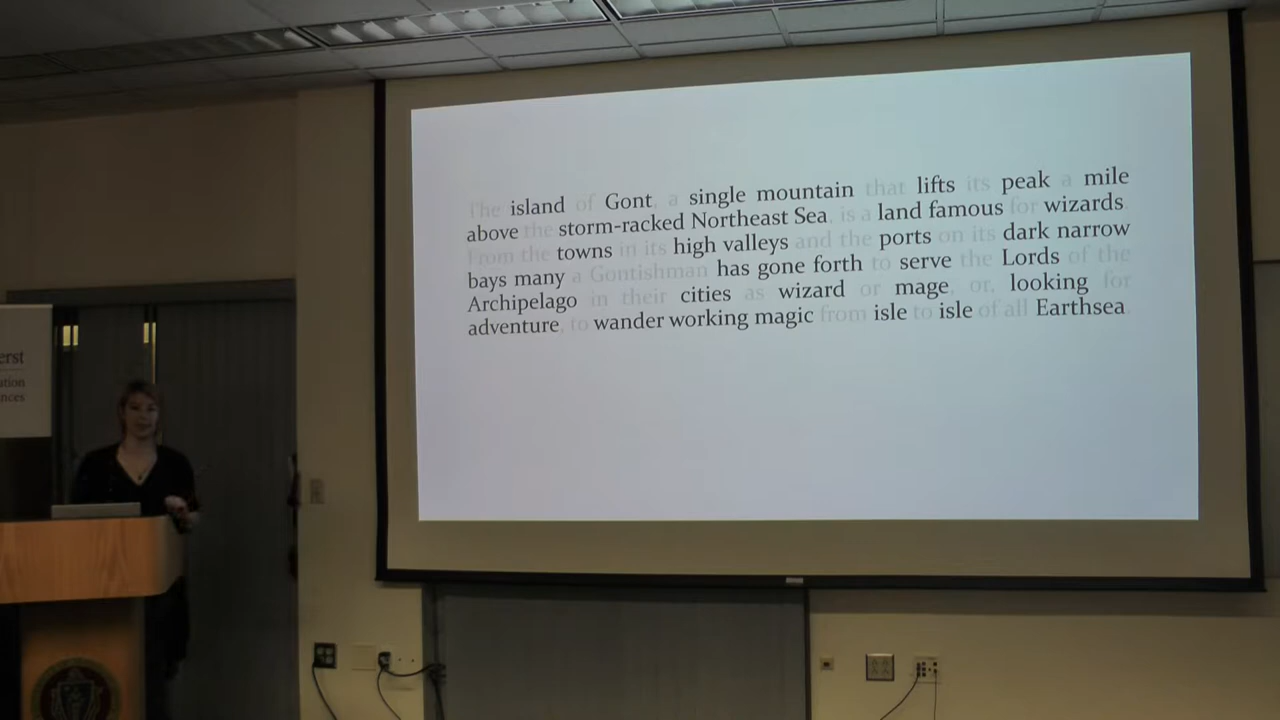 erst
ation
nces
The island of Gont, a single mountain that lifts its peak a mile
above the storm-racked Northeast Sea, is a land famous for wizards.
From the towns in its high valleys and the ports on its dark narrow
bays many a Gontishman has gone forth to serve the Lords of the
Archipelago in their cities as wizard or mage, or, looking for
adventure, to wander working magic from isle to isle of all Earthsea.